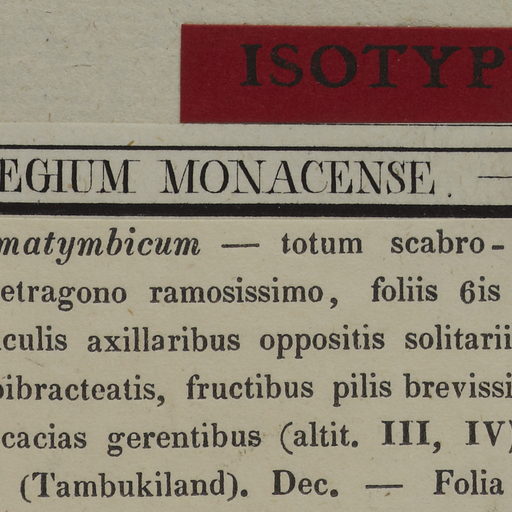 ISOTYP
EGIUM MONACENSE. —
matymbicum — totum scabro-
etragono ramosissimo, foliis 6is
culis axillaribus oppositis solitarii
bibracteatis, fructibus pilis brevissi
cacias gerentibus (altit. III, IV)
(Tambukiland). Dec. — Folia